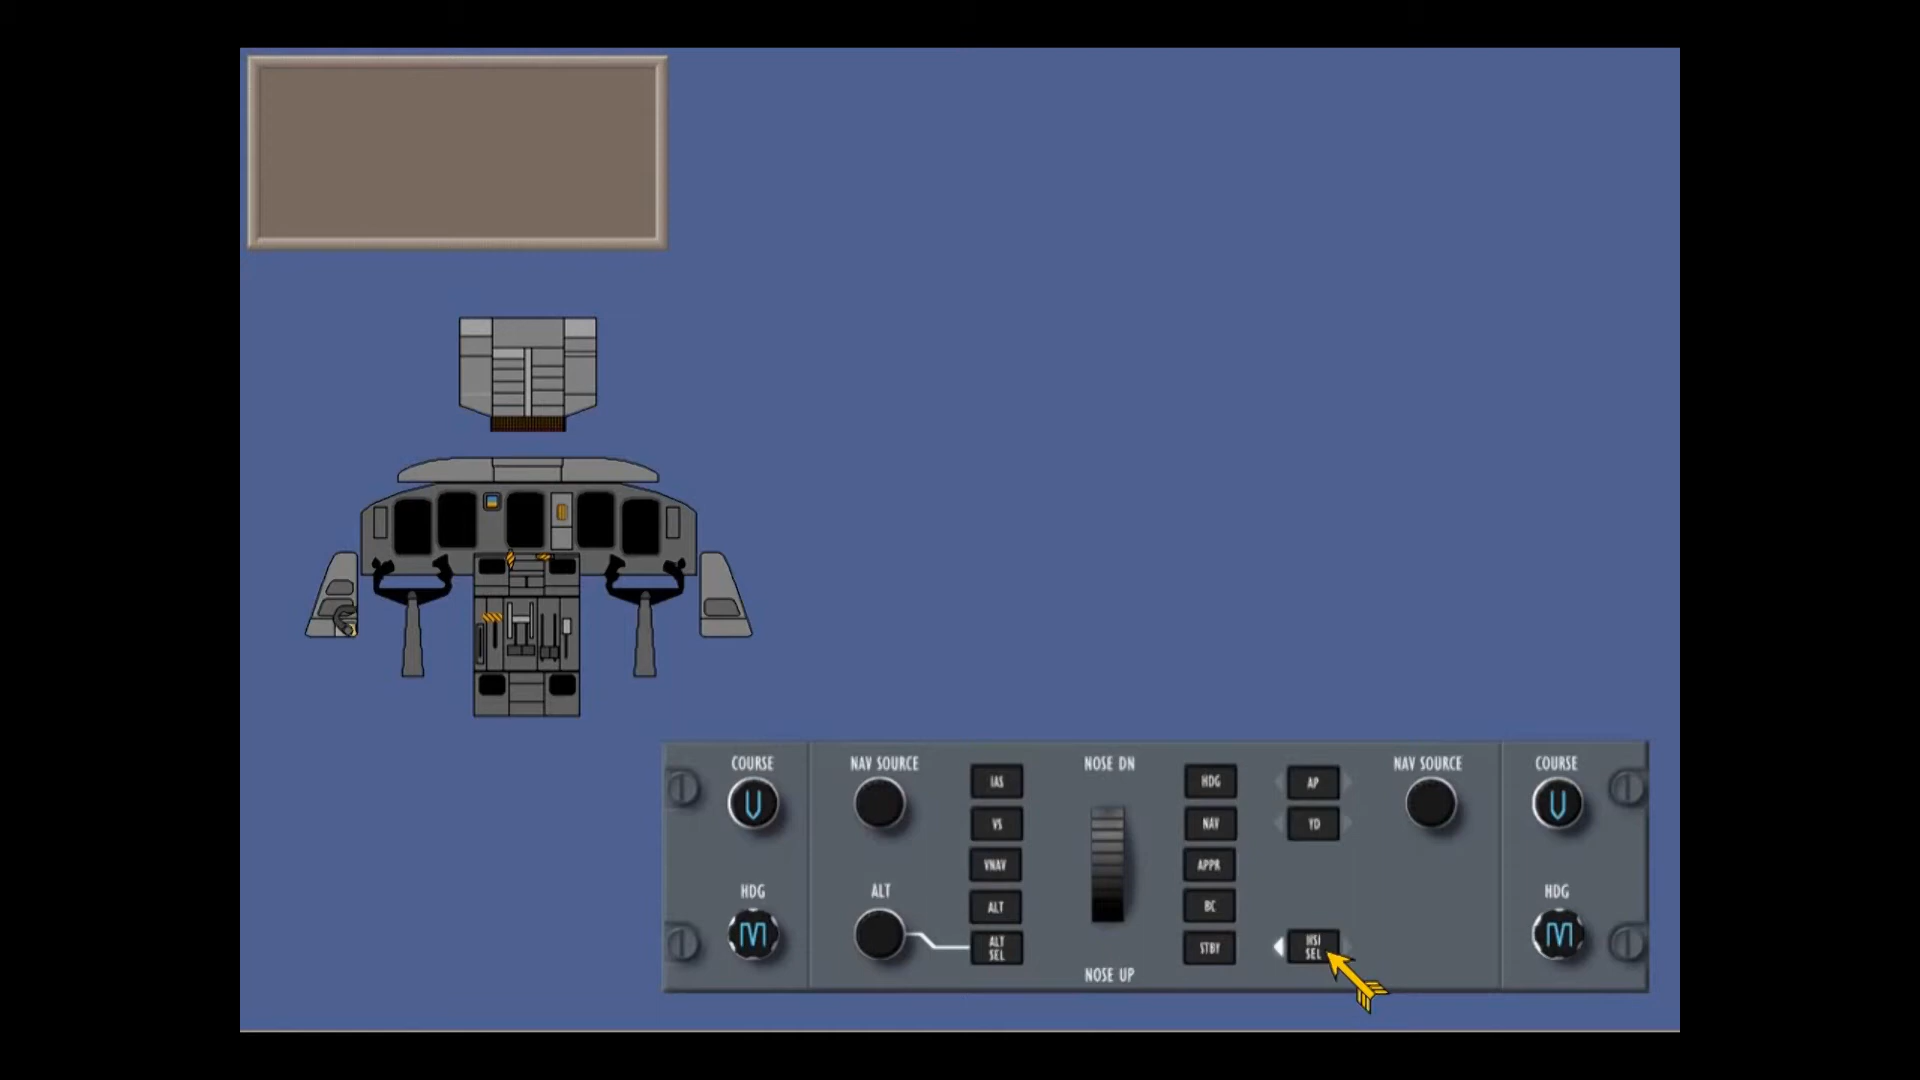 COURSE
NAV SOURCE
NOSE DN
NAV SOURCE
COURSE
IAS
HDG
AP
VS
NAV
YD
VNAV
APPR
HDG
ALT
HDG
ALT
BC
ALT
SEL
STBY
HSI
SEL
NOSE UP